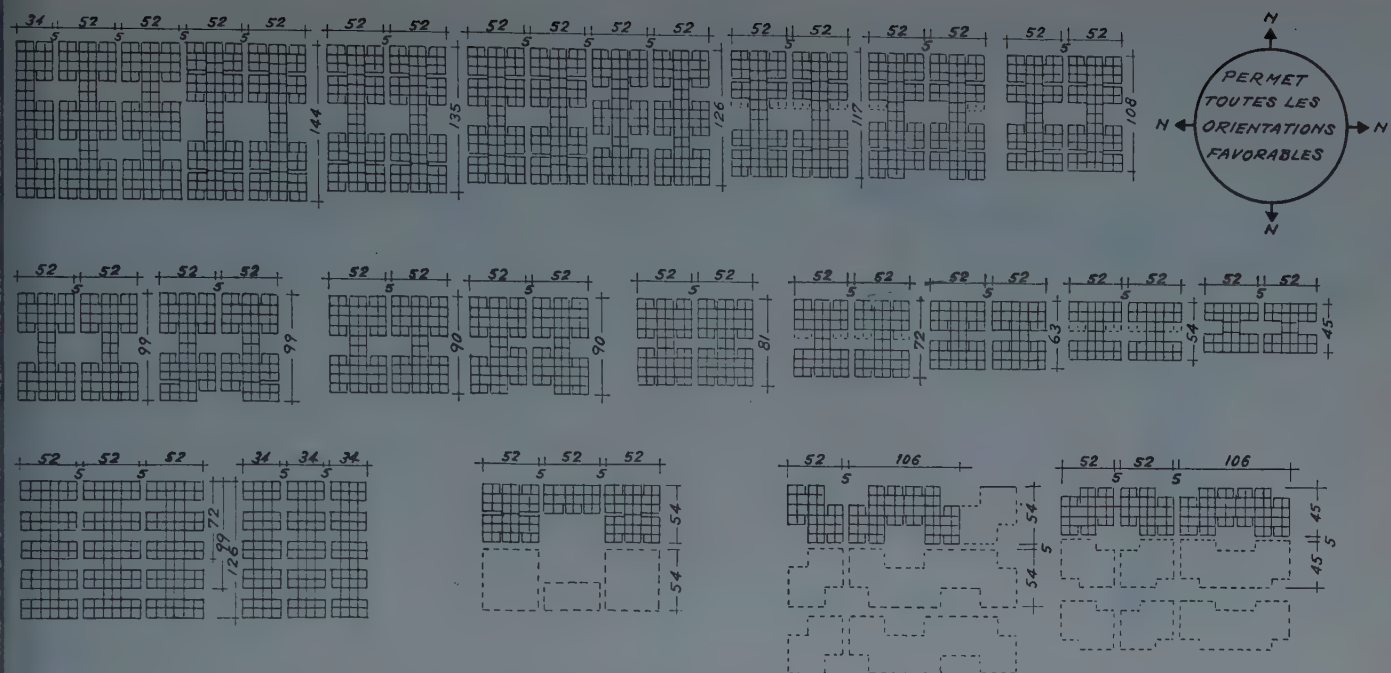 34 52 52 52 52 52 52 52 52 52 52 52 52 52 52 52 52
5 5 5 5 5 5 5 5 5
144 135 126 117 108
N
N N
N
PERMET
TOUTES LES
ORIENTATIONS
FAVORABLES
52 52 52 52 52 52 52 52 52 52 52 62 52 52 52 52 52 52
5 5 5 5 5 5 5 5 5
99 99 90 90 81 72 63 54 45
52 52 52 34 34 34 52 52 52 52 106 52 52 106
5 5 5 5 5 5 5 5 5
72 99 126 54 54 54 5 54 45 5 45